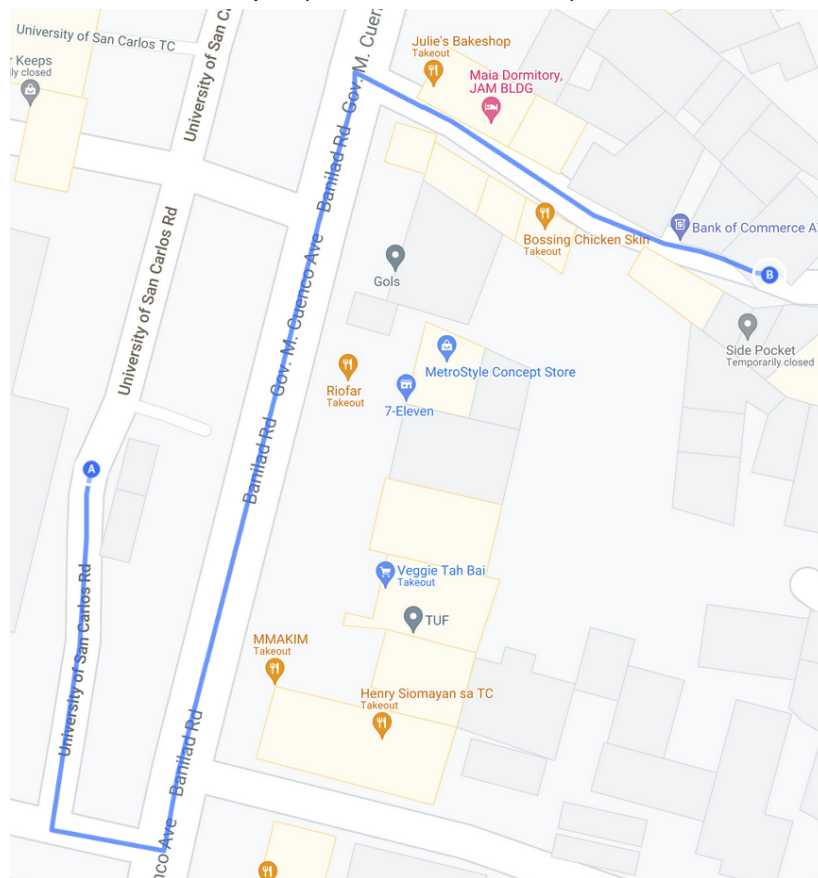 University of San Carlos TC
University of San C
Gov. M. Cuen
Julie's Bakeshop
Takeout
r Keeps
ily closed
Maia Dormitory,
JAM BLDG
Banilad Rd
University of San Carlos Rd
Bank of Commerce A
Bossing Chicken Skin
Takeout
B
Gov. M. Cuenco Ave
Gols
Side Pocket
Temporarily closed
MetroStyle Concept Store
Riofar
Takeout
7-Eleven
Banilad Rd
A
Veggie Tah Bai
Takeout
TUF
University of San Carlos Rd
MMAKIM
Takeout
Henry Siomayan sa TC
Takeout
Banilad Rd
nco Ave